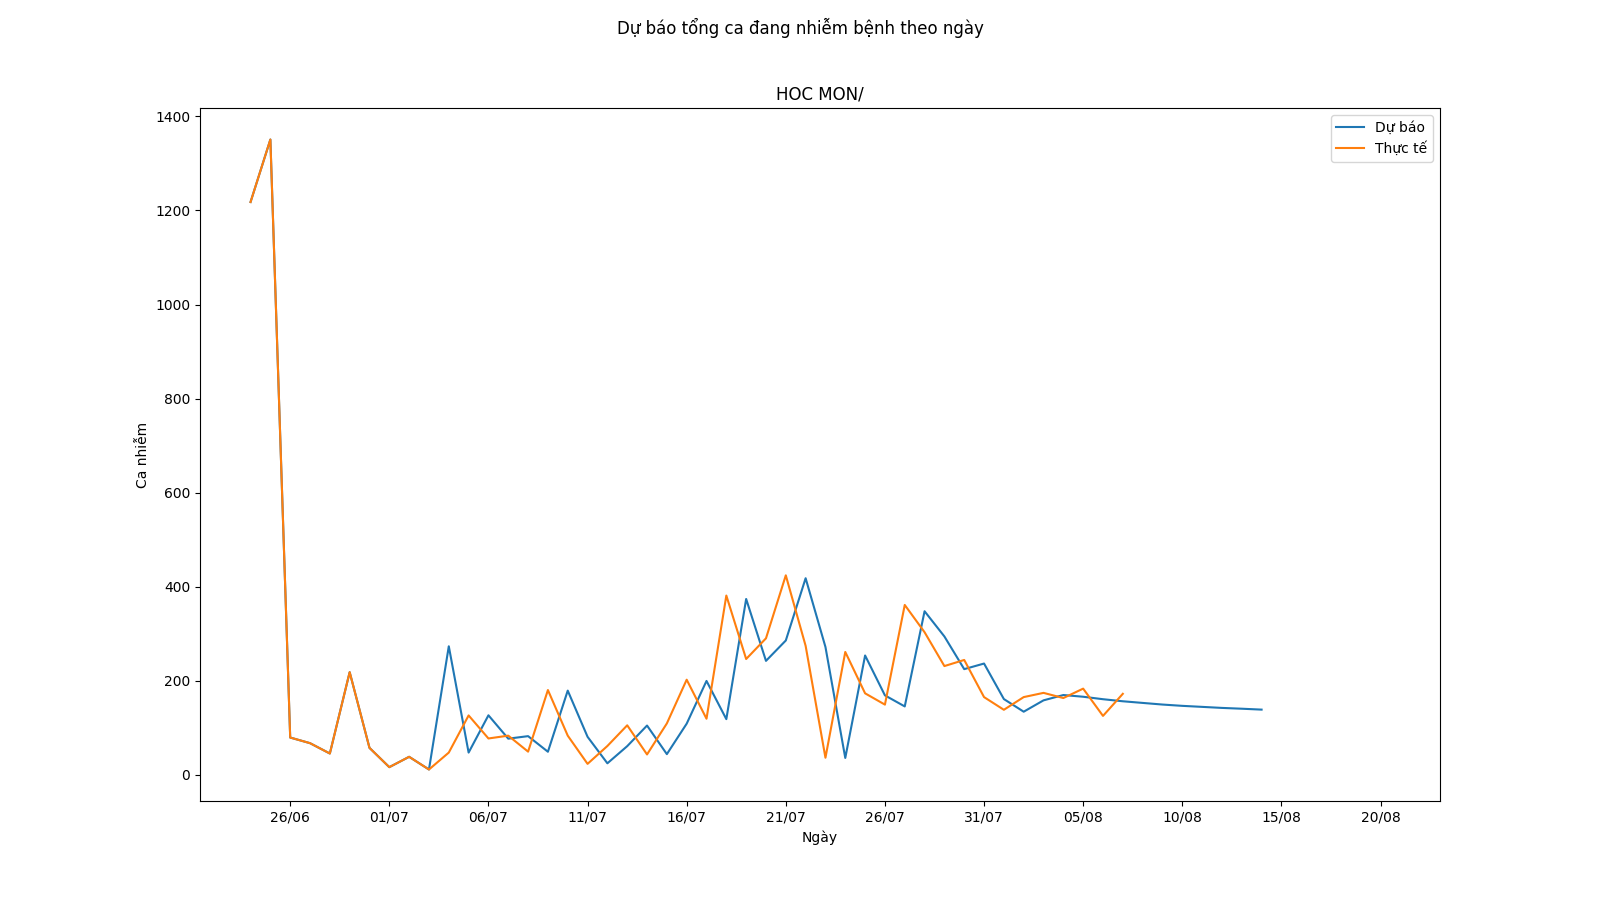 Dự báo tổng ca đang nhiễm bệnh theo ngày
HOC MON/
Dự báo
Thực tế
1400
1200
1000
800
600
400
200
0
Ca nhiễm
26/06 01/07 06/07 11/07 16/07 21/07 26/07 31/07 05/08 10/08 15/08 20/08
Ngày